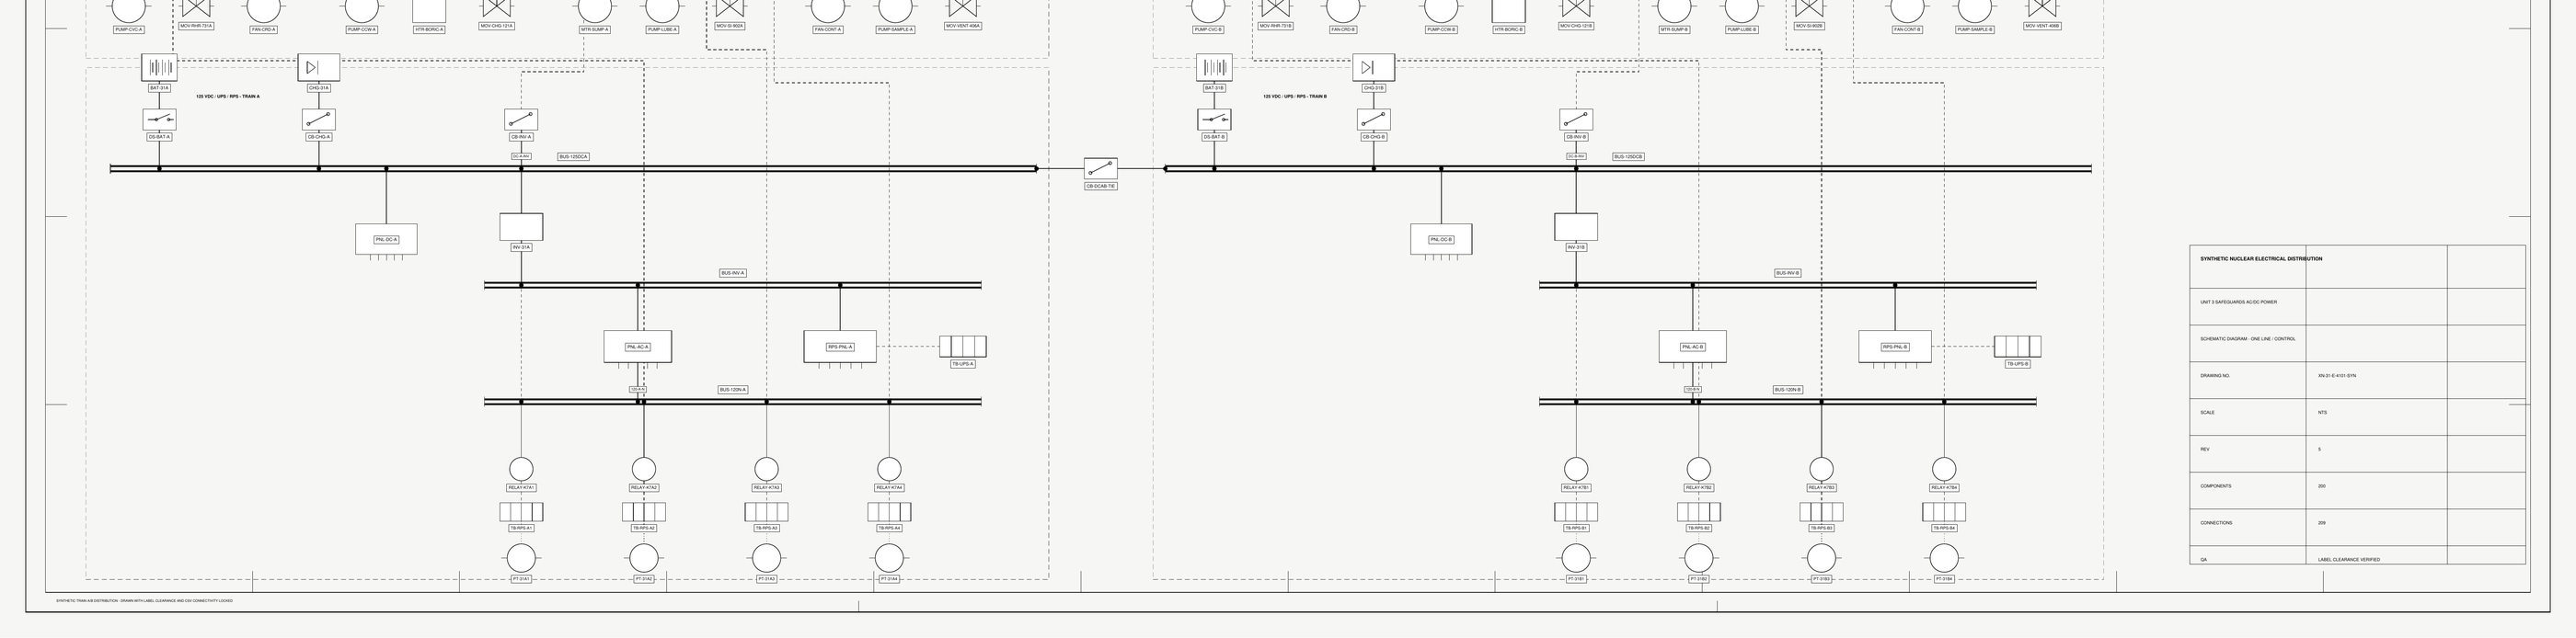 PUMP-CVC-A
MOV-RHR-731A
FAN-CRD-A
PUMP-CCW-A
HTR-BORIC-A
MOV-CHG-121A
MTR-SUMP-A
PUMP-LUBE-A
MOV-SI-902A
FAN-CONT-A
PUMP-SAMPLE-A
MOV-VENT-406A
PUMP-CVC-B
MOV-RHR-731B
FAN-CRD-B
PUMP-CCW-B
HTR-BORIC-B
MOV-CHG-121B
MTR-SUMP-B
PUMP-LUBE-B
MOV-SI-902B
FAN-CONT-B
PUMP-SAMPLE-B
MOV-VENT-406B
BAT-31A
CHG-31A
BAT-31B
CHG-31B
125 VDC / UPS / RPS - TRAIN A
125 VDC / UPS / RPS - TRAIN B
DS-BAT-A
CB-CHG-A
CB-INV-A
DS-BAT-B
CB-CHG-B
CB-INV-B
DC-A-INV
BUS-125DCA
DC-B-INV
BUS-125DCB
CB-DCAB-TIE
PNL-DC-A
INV-31A
PNL-DC-B
INV-31B
BUS-INV-A
BUS-INV-B
PNL-AC-A
RPS-PNL-A
TB-UPS-A
PNL-AC-B
RPS-PNL-B
TB-UPS-B
120-A-N
BUS-120N-A
120-B-N
BUS-120N-B
RELAY-K7A1
RELAY-K7A2
RELAY-K7A3
RELAY-K7A4
RELAY-K7B1
RELAY-K7B2
RELAY-K7B3
RELAY-K7B4
TB-RPS-A1
TB-RPS-A2
TB-RPS-A3
TB-RPS-A4
TB-RPS-B1
TB-RPS-B2
TB-RPS-B3
TB-RPS-B4
PT-31A1
PT-31A2
PT-31A3
PT-31A4
PT-31B1
PT-31B2
PT-31B3
PT-31B4
SYNTHETIC NUCLEAR ELECTRICAL DISTRIBUTION
UNIT 3 SAFEGUARDS AC/DC POWER
SCHEMATIC DIAGRAM - ONE LINE / CONTROL
DRAWING NO. XN-31-E-4101-SYN
SCALE NTS
REV 5
COMPONENTS 200
CONNECTIONS 209
QA LABEL CLEARANCE VERIFIED
SYNTHETIC TRAIN A/B DISTRIBUTION - DRAWN WITH LABEL CLEARANCE AND CSV CONNECTIVITY LOCKED